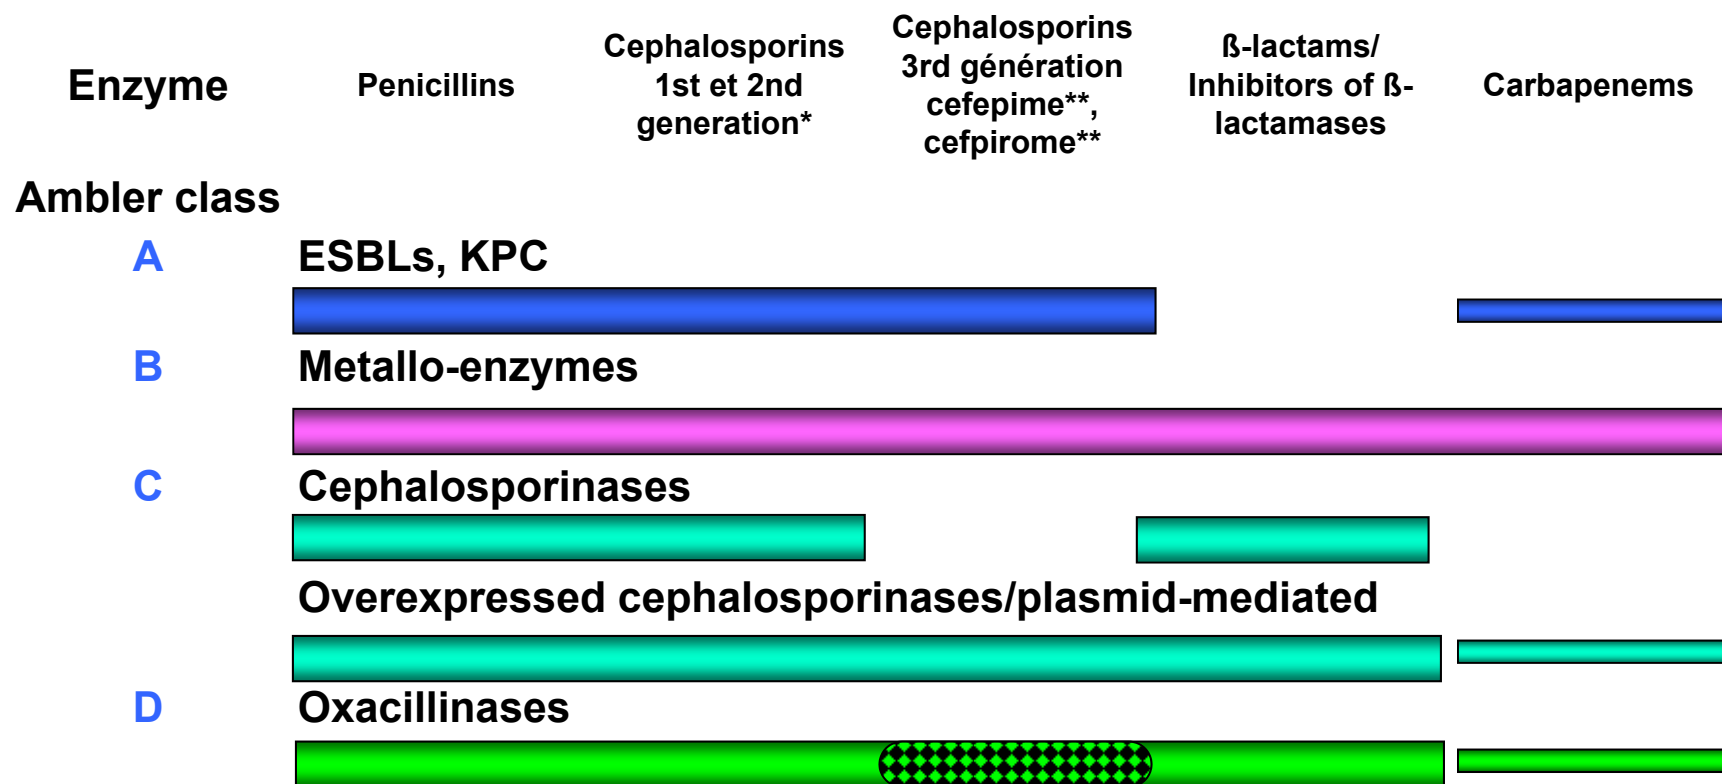 Enzyme
Penicillins
Cephalosporins
1st et 2nd
generation*
Cephalosporins
3rd génération
cefepime**,
cefpirome**
ß-lactams/
Inhibitors of ß-
lactamases
Carbapenems
Ambler class
A
ESBLs, KPC
B
Metallo-enzymes
C
Cephalosporinases
Overexpressed cephalosporinases/plasmid-mediated
D
Oxacillinases